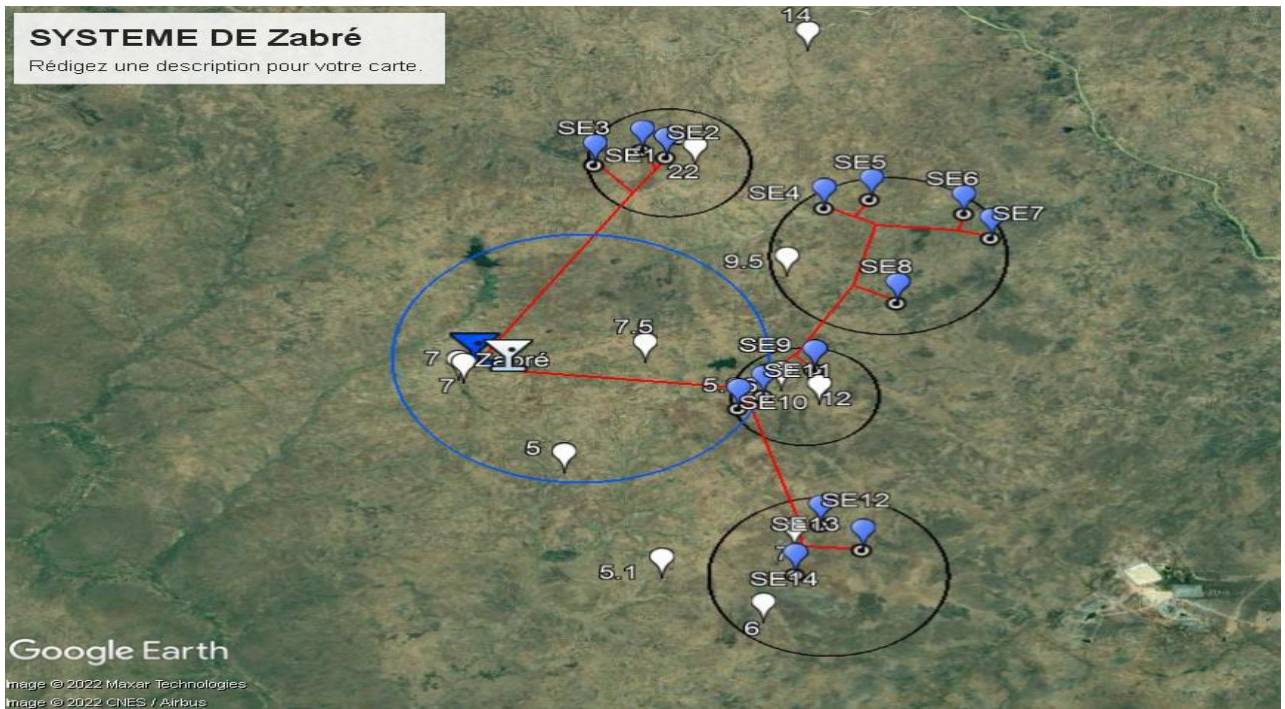 SYSTEME DE Zabré
Rédigez une description pour votre carte.
14
SE3
SE2
SE1
22
SE5
SE4
SE6
SE7
9.5
SE8
7.5
7
Zabré
7
SE9
SE11
12
SE10
5
SE12
SE13
5.1
SE14
6
Google Earth
Image © 2022 Maxar Technologies
Image © 2022 CNES / Airbus